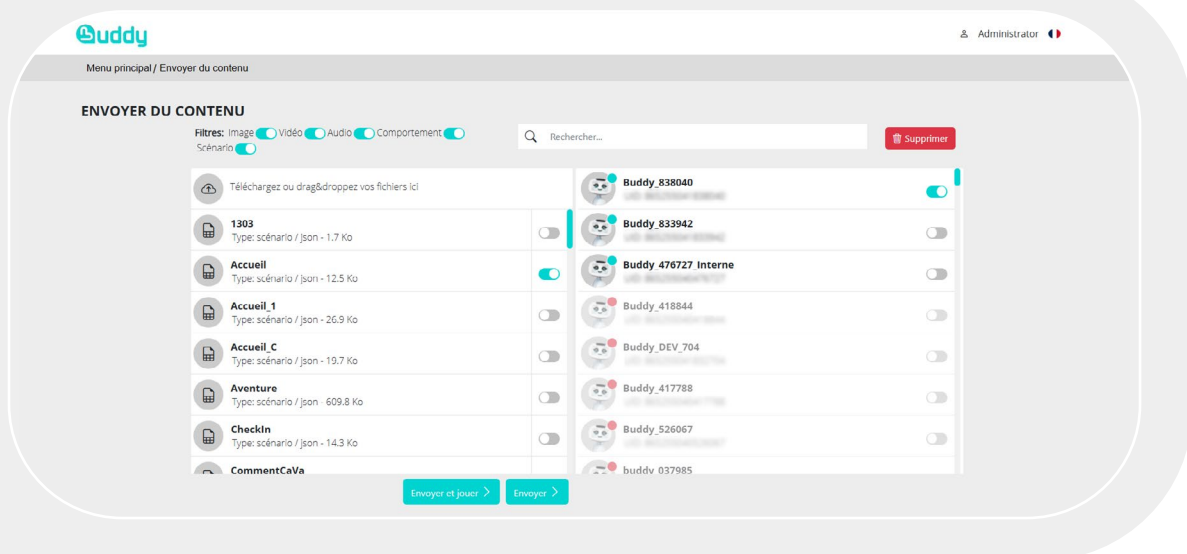 Buddy
Administrator
Menu principal / Envoyer du contenu
ENVOYER DU CONTENU
Filtres: Image Vidéo Audio Comportement
Scénario
Rechercher...
Supprimer
Téléchargez ou drag&droppez vos fichiers ici
1303
Type: scénario / json - 1.7 Ko
Accueil
Type: scénario / json - 12.5 Ko
Accueil_1
Type: scénario / json - 26.9 Ko
Accueil_C
Type: scénario / json - 19.7 Ko
Aventure
Type: scénario / json - 609.8 Ko
CheckIn
Type: scénario / json - 14.3 Ko
CommentCaVa
Buddy_838040
Buddy_833942
Buddy_476727_Interne
Buddy_418844
Buddy_DEV_704
Buddy_417788
Buddy_526067
buddy_037985
Envoyer et jouer
Envoyer